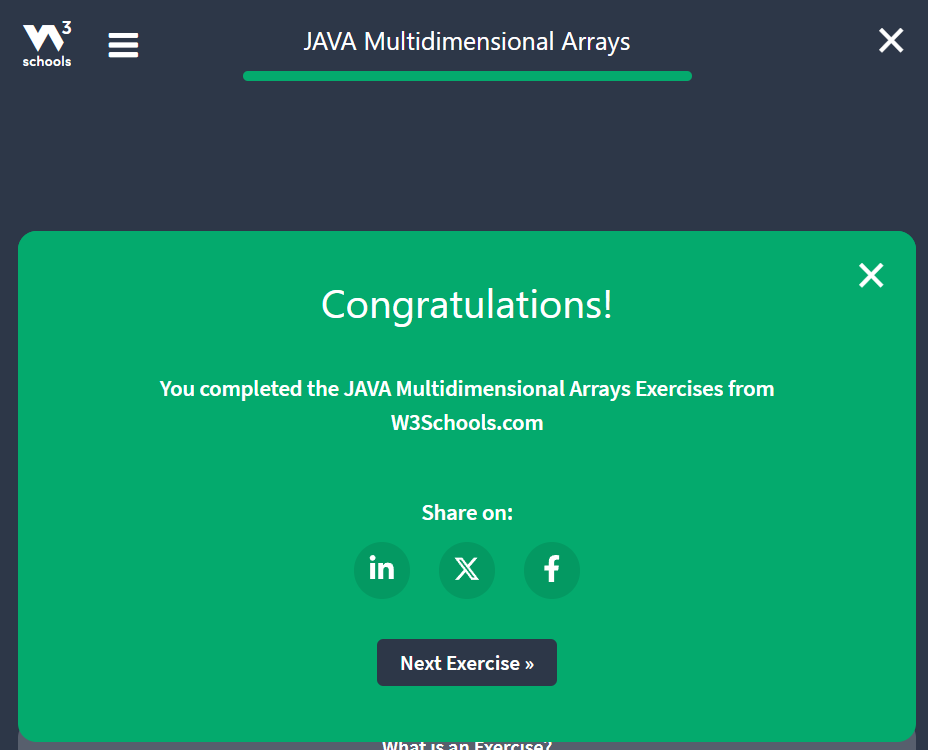 W3
schools
JAVA Multidimensional Arrays
Congratulations!
You completed the JAVA Multidimensional Arrays Exercises from
W3Schools.com
Share on:
in
X
f
Next Exercise »
What is an Exercise?